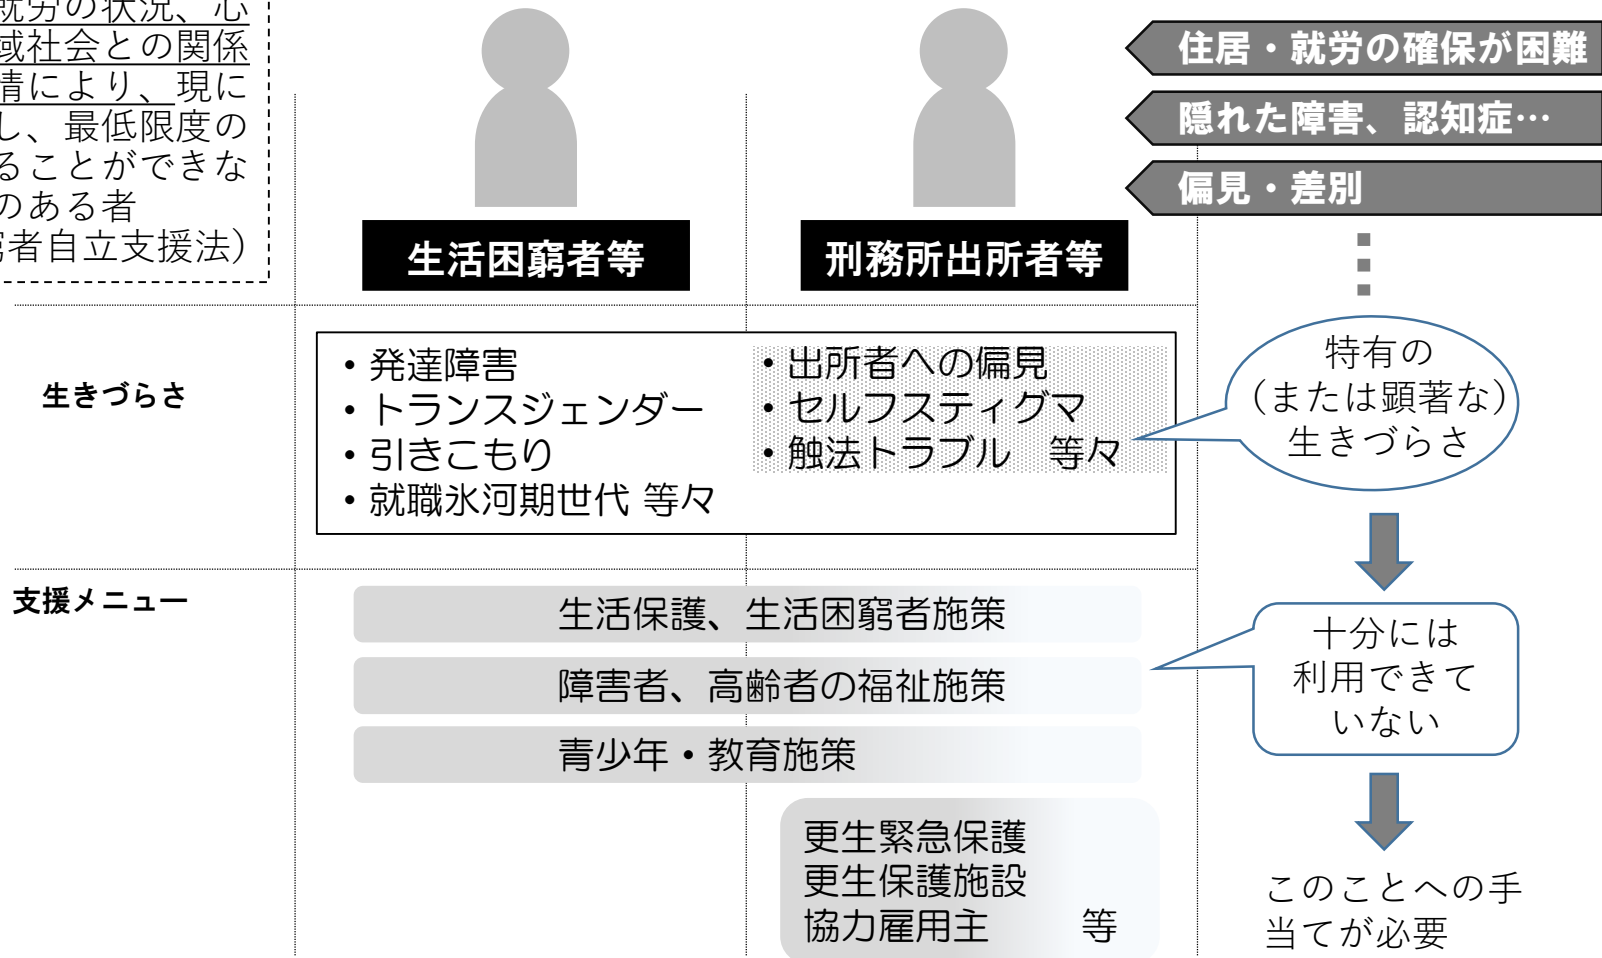 就労の状況、心
域社会との関係
情により、現に
し、最低限度の
ることができな
のある者
者自立支援法）
住居・就労の確保が困難
隠れた障害、認知症…
偏見・差別
生活困窮者等
刑務所出所者等
生きづらさ
・発達障害
・トランスジェンダー
・引きこもり
・就職氷河期世代 等々
・出所者への偏見
・セルフスティグマ
・触法トラブル　等々
特有の
（または顕著な）
生きづらさ
支援メニュー
生活保護、生活困窮者施策
障害者、高齢者の福祉施策
青少年・教育施策
更生緊急保護
更生保護施設
協力雇用主　　等
十分には
利用できて
いない
このことへの手
当てが必要